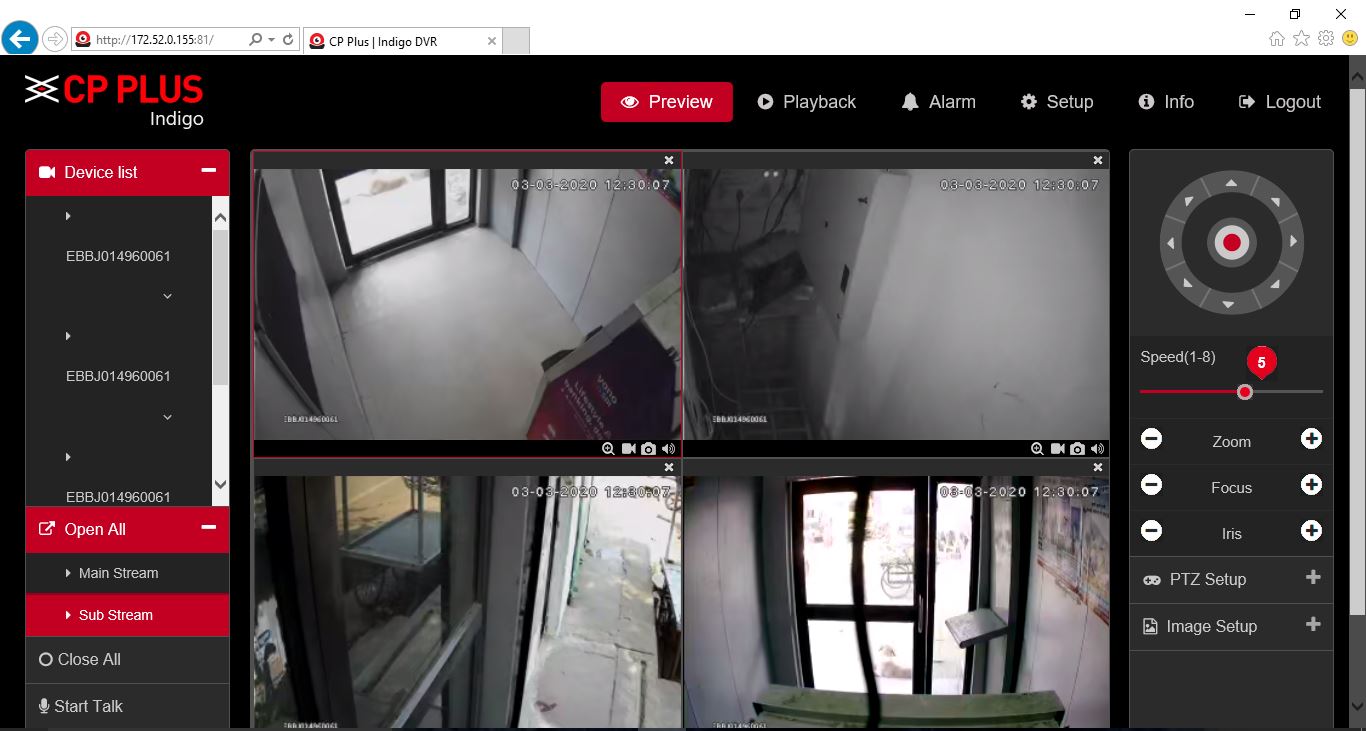 http://172.52.0.155:81/
CP Plus | Indigo DVR
CP PLUS
Indigo
Preview
Playback
Alarm
Setup
Info
Logout
Device list
EBBJ014960061
EBBJ014960061
EBBJ014960061
Open All
Main Stream
Sub Stream
Close All
Start Talk
03-03-2020 12:30:07
Lifestyle
banking,
EBBJ014960061
03-03-2020 12:30:07
EBBJ014960061
03-03-2020 12:30:07
EBBJ014960061
03-03-2020 12:30:07
EBBJ014960061
Speed(1-8)
5
Zoom
Focus
Iris
PTZ Setup
Image Setup